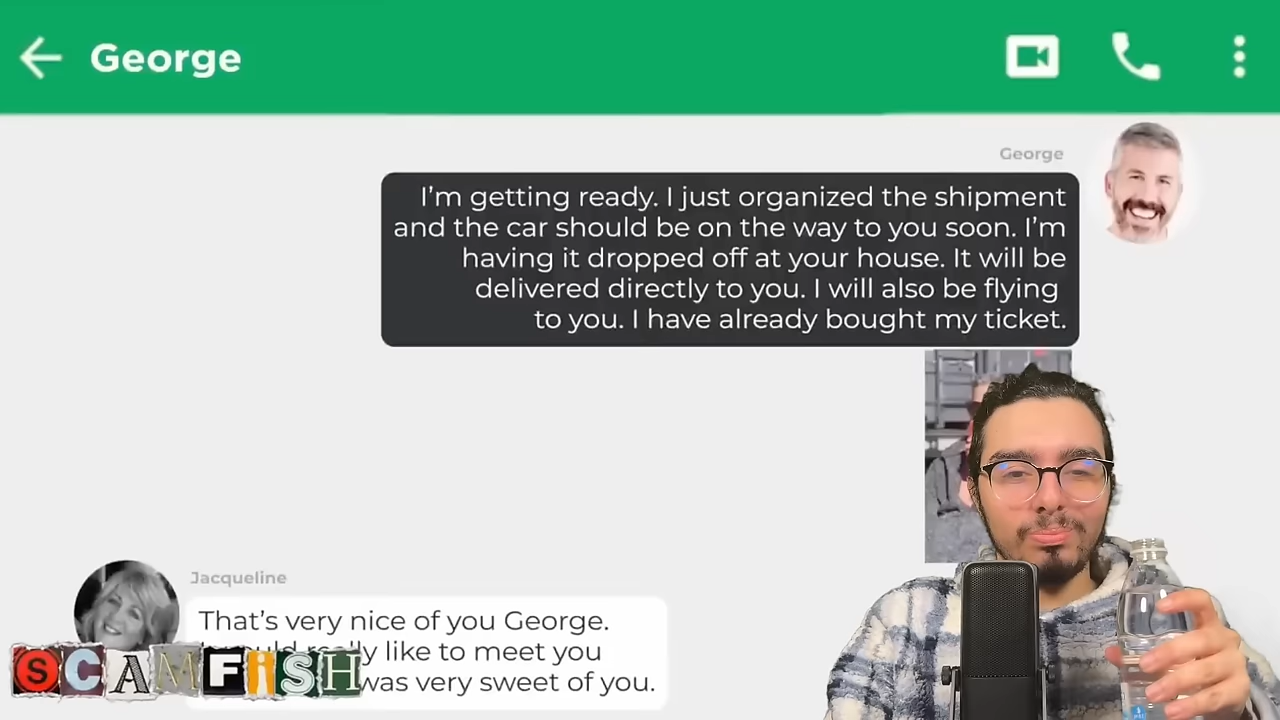 George
George
I’m getting ready. I just organized the shipment
and the car should be on the way to you soon. I’m
having it dropped off at your house. It will be
delivered directly to you. I will also be flying
to you. I have already bought my ticket.
Jacqueline
That’s very nice of you George.
really like to meet you
was very sweet of you.
SCAMFISH